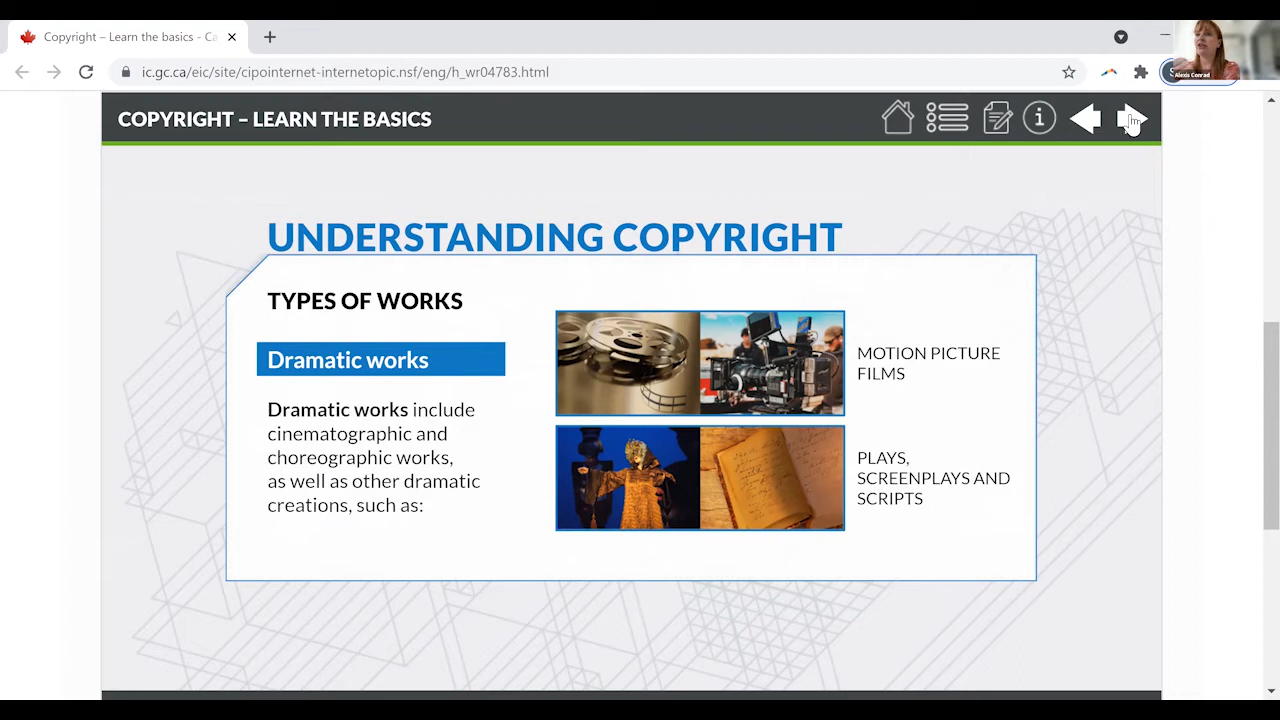 Copyright – Learn the basics - Ca
ic.gc.ca/eic/site/cipointernet-internetopic.nsf/eng/h_wr04783.html
Alexis Conrad
COPYRIGHT – LEARN THE BASICS
UNDERSTANDING COPYRIGHT
TYPES OF WORKS
Dramatic works
Dramatic works include
cinematographic and
choreographic works,
as well as other dramatic
creations, such as:
MOTION PICTURE
FILMS
PLAYS,
SCREENPLAYS AND
SCRIPTS